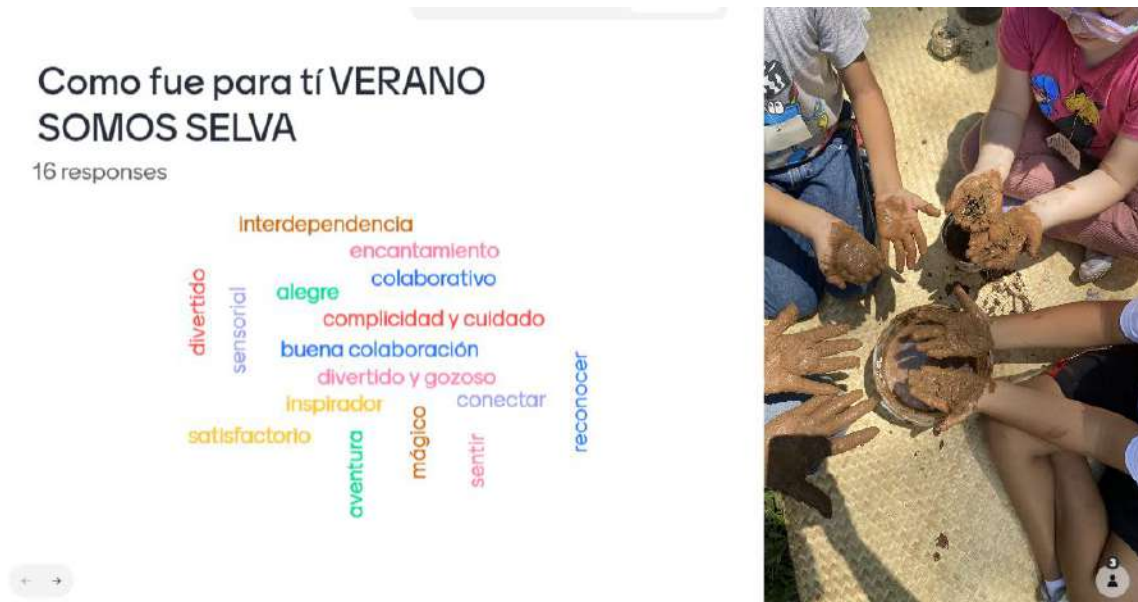 Como fue para tí VERANO
SOMOS SELVA
16 responses
interdependencia
encantamiento
colaborativo
divertido
sensorial
alegre
complicidad y cuidado
buena colaboración
divertido y gozoso
inspirador
conectar
reconocer
satisfactorio
aventura
mágico
sentir
3